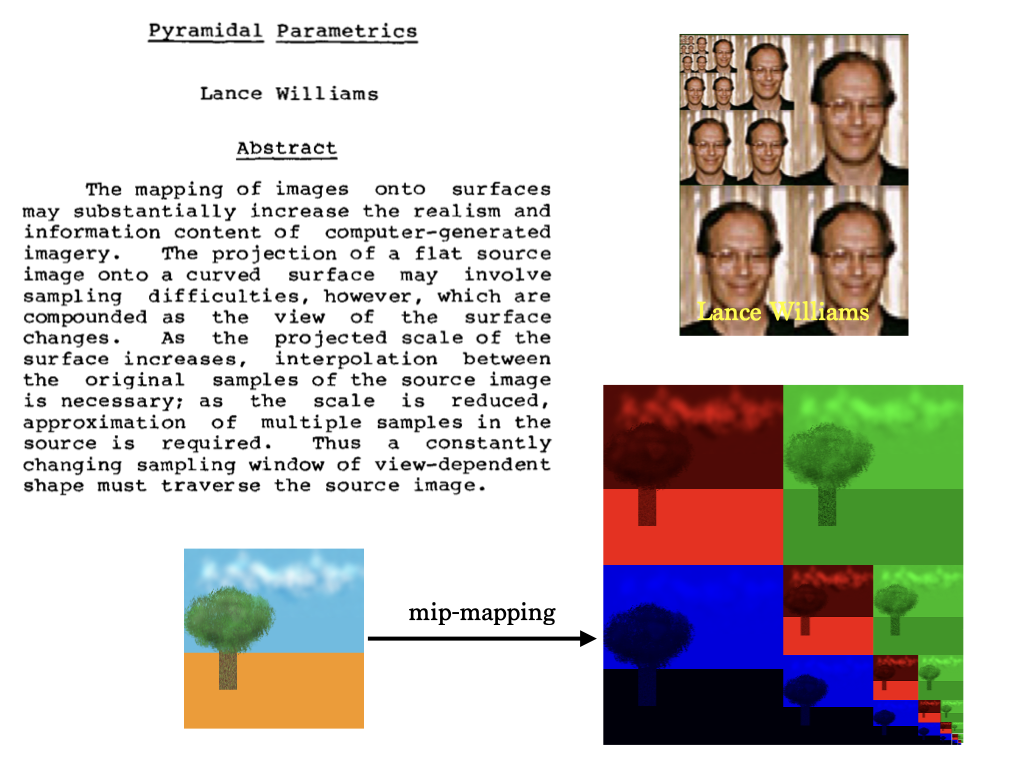 Pyramidal Parametrics
Lance Williams
Abstract
The mapping of images onto surfaces
may substantially increase the realism and
information content of computer-generated
imagery. The projection of a flat source
image onto a curved surface may involve
sampling difficulties, however, which are
compounded as the view of the surface
changes. As the projected scale of the
surface increases, interpolation between
the original samples of the source image
is necessary; as the scale is reduced,
approximation of multiple samples in the
source is required. Thus a constantly
changing sampling window of view-dependent
shape must traverse the source image.
Lance Williams
mip-mapping